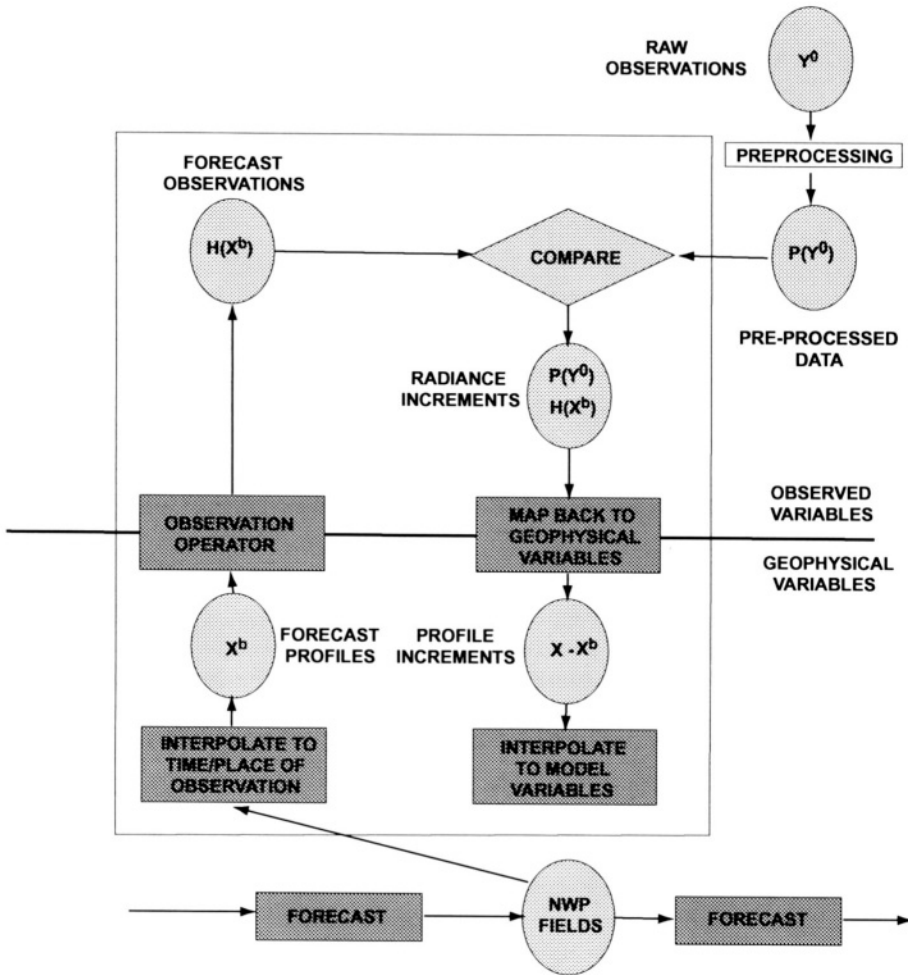 RAW
OBSERVATIONS
Y⁰
PREPROCESSING
FORECAST
OBSERVATIONS
H(Xᵇ)
COMPARE
P(Y⁰)
PRE-PROCESSED
DATA
RADIANCE
INCREMENTS
P(Y⁰)
H(Xᵇ)
OBSERVATION
OPERATOR
MAP BACK TO
GEOPHYSICAL
VARIABLES
OBSERVED
VARIABLES
GEOPHYSICAL
VARIABLES
Xᵇ
FORECAST
PROFILES
PROFILE
INCREMENTS
X - Xᵇ
INTERPOLATE TO
TIME/PLACE OF
OBSERVATION
INTERPOLATE
TO MODEL
VARIABLES
FORECAST
NWP
FIELDS
FORECAST